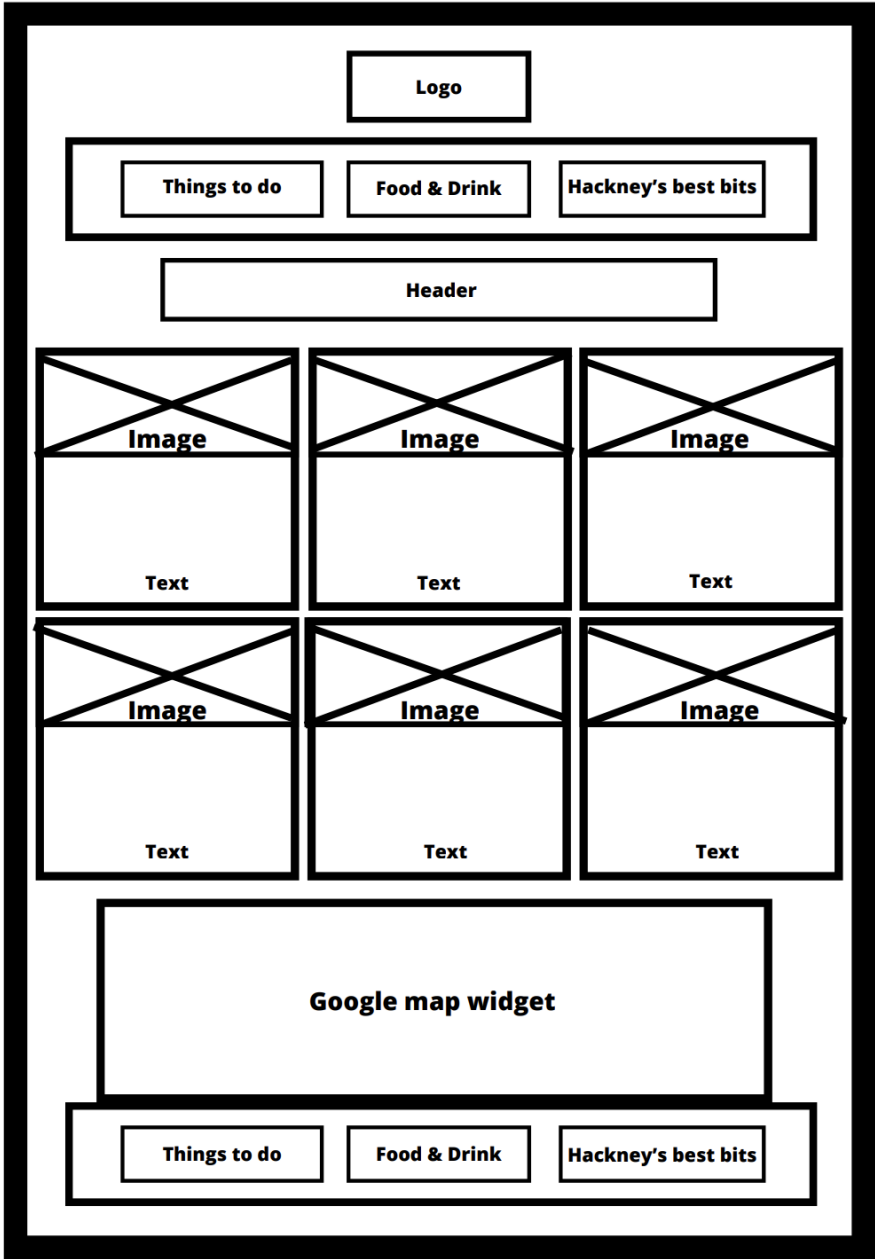 Logo
Things to do
Food & Drink
Hackney’s best bits
Header
Image
Image
Image
Text
Text
Text
Image
Image
Image
Text
Text
Text
Google map widget
Things to do
Food & Drink
Hackney’s best bits